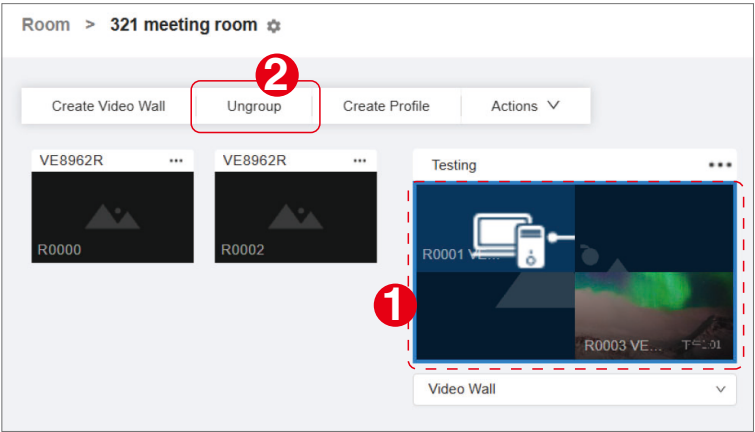 Room > 321 meeting room
2
Create Video Wall Ungroup Create Profile Actions
VE8962R ... VE8962R ... Testing ...
R0000 R0002 R0001 VE...
1
R0003 VE...
Video Wall